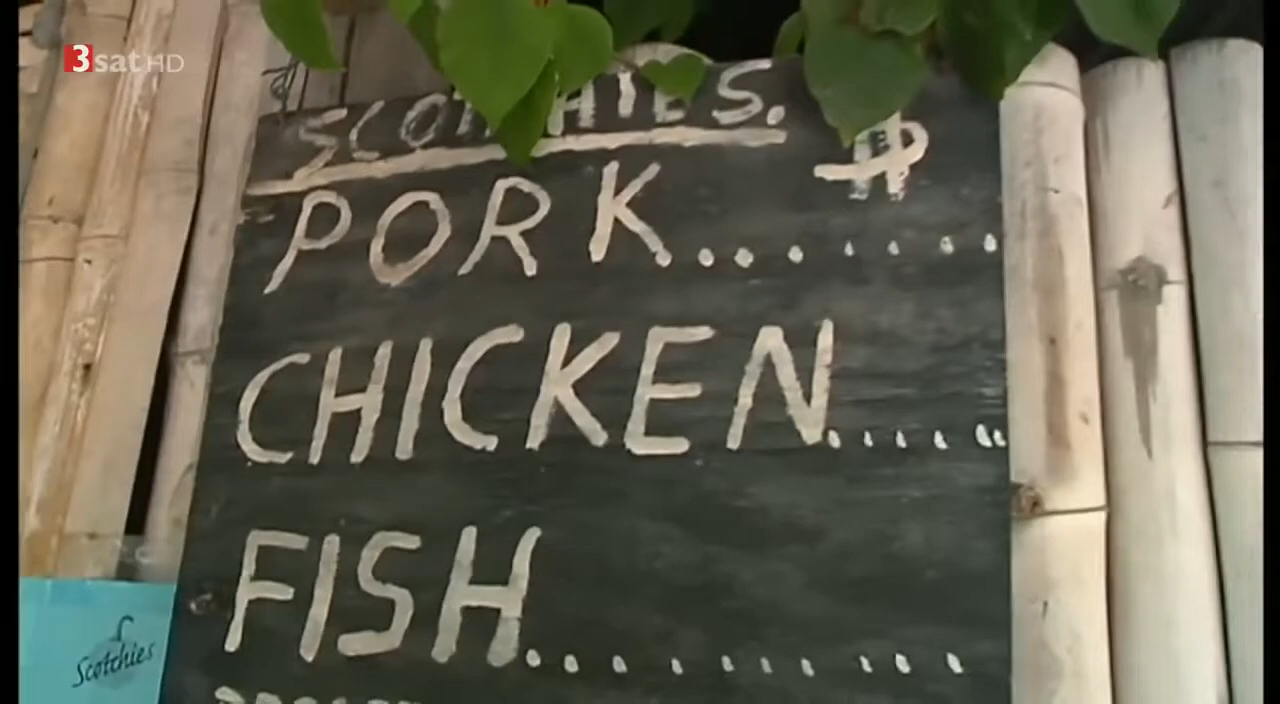 3sat HD
SCOTCHIES.
$
PORK........
CHICKEN......
FISH..........
Scotchies